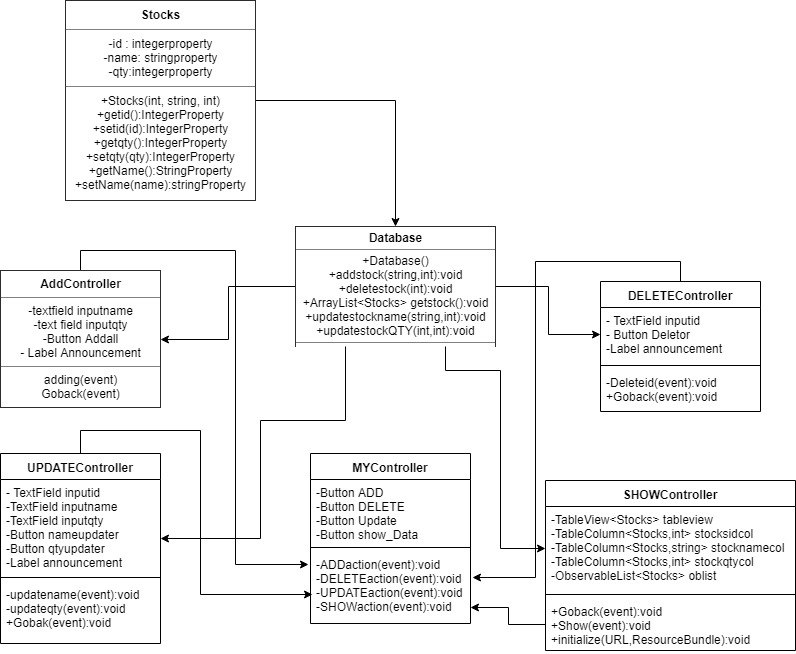 Stocks
-id : integerproperty
-name: stringproperty
-qty:integerproperty
+Stocks(int, string, int)
+getid():IntegerProperty
+setid(id):IntegerProperty
+getqty():IntegerProperty
+setqty(qty):IntegerProperty
+getName():StringProperty
+setName(name):stringProperty
Database
+Database()
+addstock(string,int):void
+deletestock(int):void
+ArrayList<Stocks> getstock():void
+updatestockname(string,int):void
+updatestockQTY(int,int):void
AddController
-textfield inputname
-text field inputqty
-Button Addall
- Label Announcement
adding(event)
Goback(event)
DELETEController
- TextField inputid
- Button Deletor
-Label announcement
-Deleteid(event):void
+Goback(event):void
UPDATEController
- TextField inputid
-TextField inputname
-TextField inputqty
-Button nameupdater
-Button qtyupdater
-Label announcement
-updatename(event):void
-updateqty(event):void
+Gobak(event):void
MYController
-Button ADD
-Button DELETE
-Button Update
-Button show_Data
-ADDaction(event):void
-DELETEaction(event):void
-UPDATEaction(event):void
-SHOWaction(event):void
SHOWController
-TableView<Stocks> tableview
-TableColumn<Stocks,int> stocksidcol
-TableColumn<Stocks,string> stocknamecol
-TableColumn<Stocks,int> stockqtycol
-ObservableList<Stocks> oblist
+Goback(event):void
+Show(event):void
+initialize(URL,ResourceBundle):void